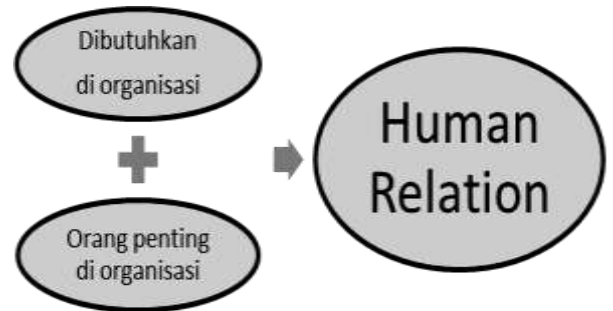 Dibutuhkan
di organisasi
Orang penting
di organisasi
Human
Relation